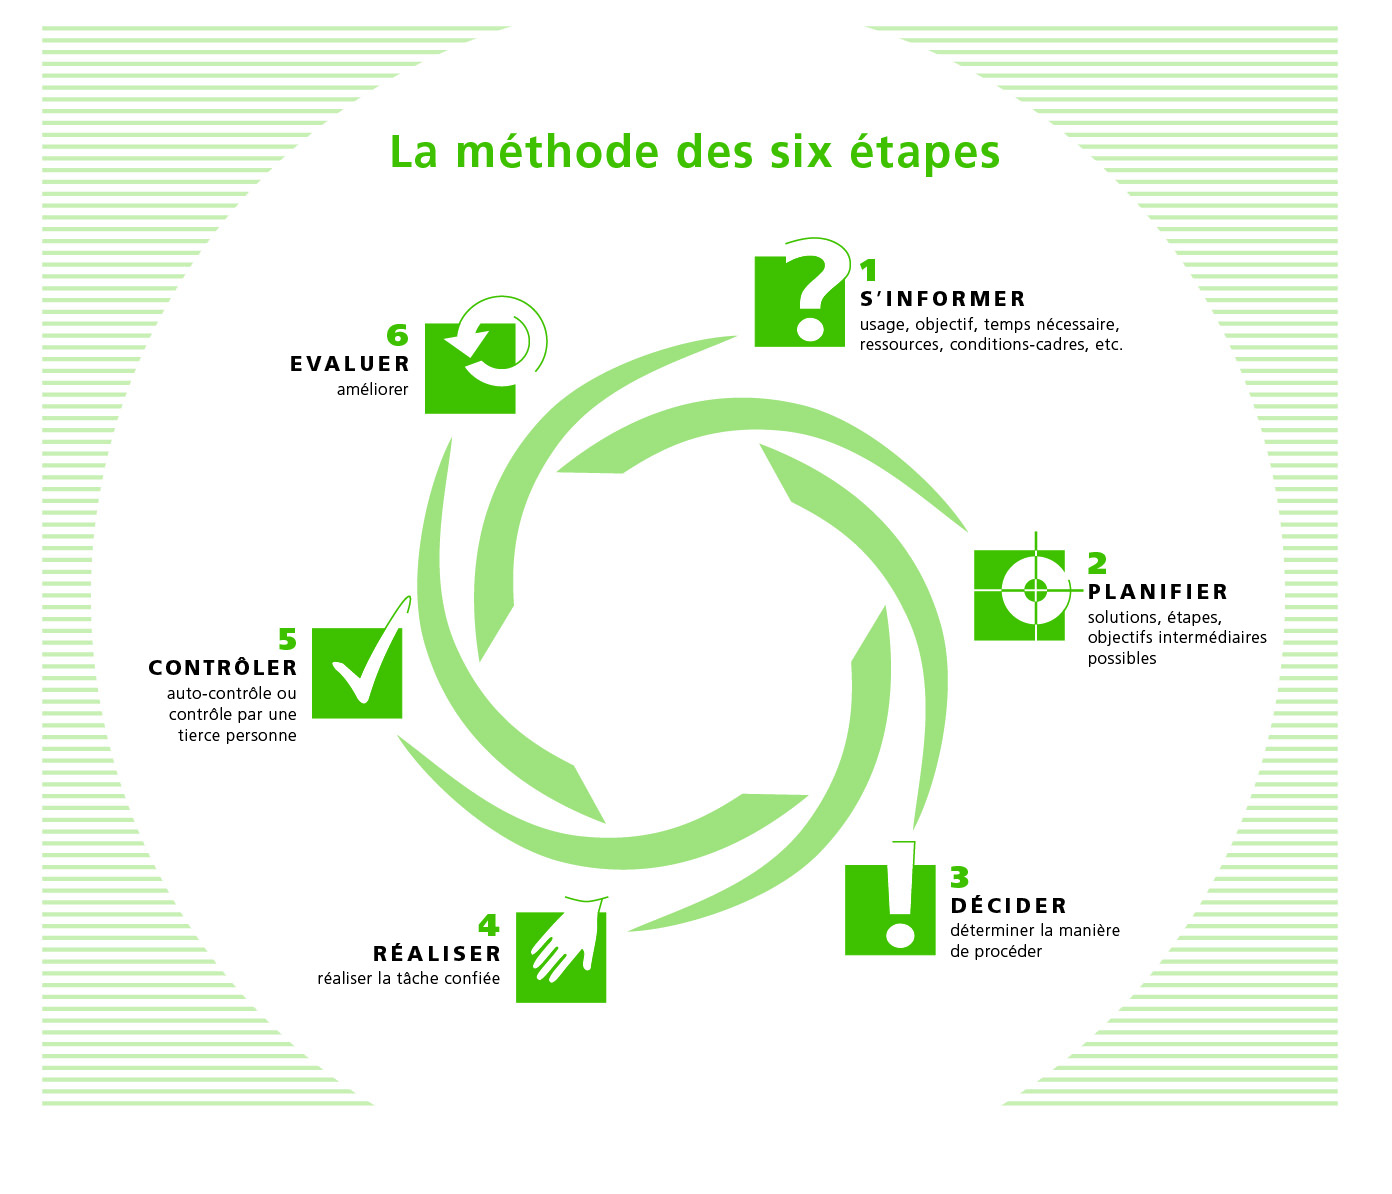 La méthode des six étapes
1
S’INFORMER
usage, objectif, temps nécessaire,
ressources, conditions-cadres, etc.
2
PLANIFIER
solutions, étapes,
objectifs intermédiaires
possibles
3
DÉCIDER
déterminer la manière
de procéder
4
RÉALISER
réaliser la tâche confiée
5
CONTRÔLER
auto-contrôle ou
contrôle par une
tierce personne
6
EVALUER
améliorer